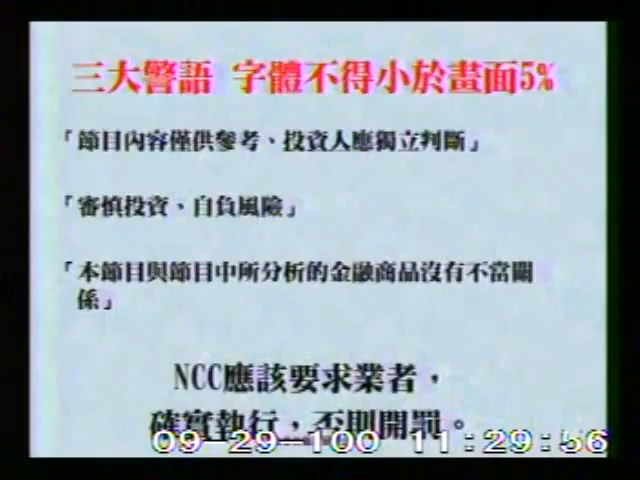 三大警語 字體不得小於畫面5%
「節目內容僅供參考、投資人應獨立判斷」
「審慎投資、自負風險」
「本節目與節目中所分析的金融商品沒有不當關
係」
NCC應該要求業者，
確實執行，否則開罰。
09-29-100 11:29:56